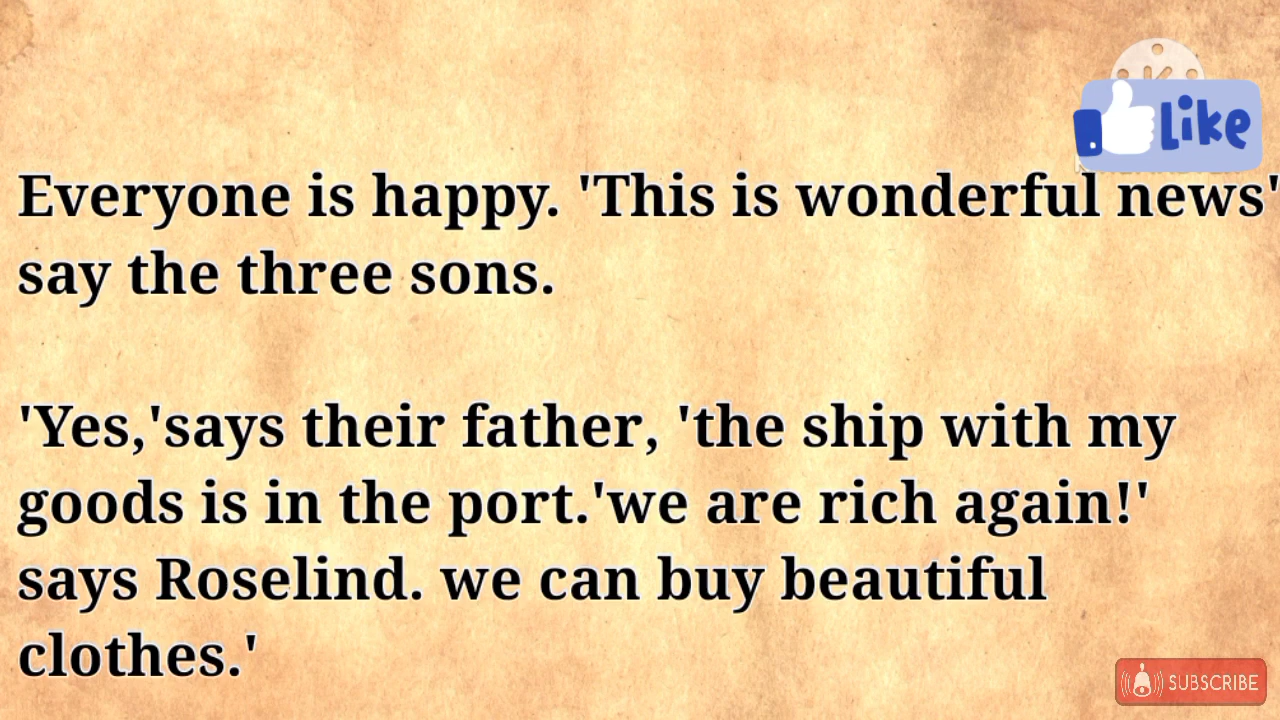 Like
Everyone is happy. 'This is wonderful news'
say the three sons.
'Yes,'says their father, 'the ship with my
goods is in the port.'we are rich again!'
says Roselind. we can buy beautiful
clothes.'
SUBSCRIBE